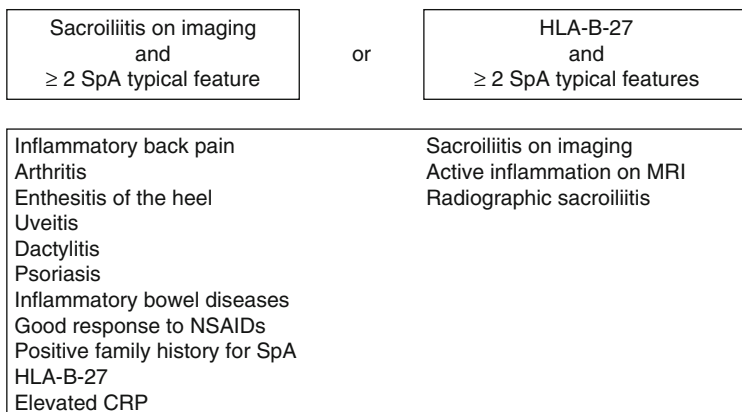 Sacroiliitis on imaging
and
≥ 2 SpA typical feature
or
HLA-B-27
and
≥ 2 SpA typical features
Inflammatory back pain
Arthritis
Enthesitis of the heel
Uveitis
Dactylitis
Psoriasis
Inflammatory bowel diseases
Good response to NSAIDs
Positive family history for SpA
HLA-B-27
Elevated CRP
Sacroiliitis on imaging
Active inflammation on MRI
Radiographic sacroiliitis